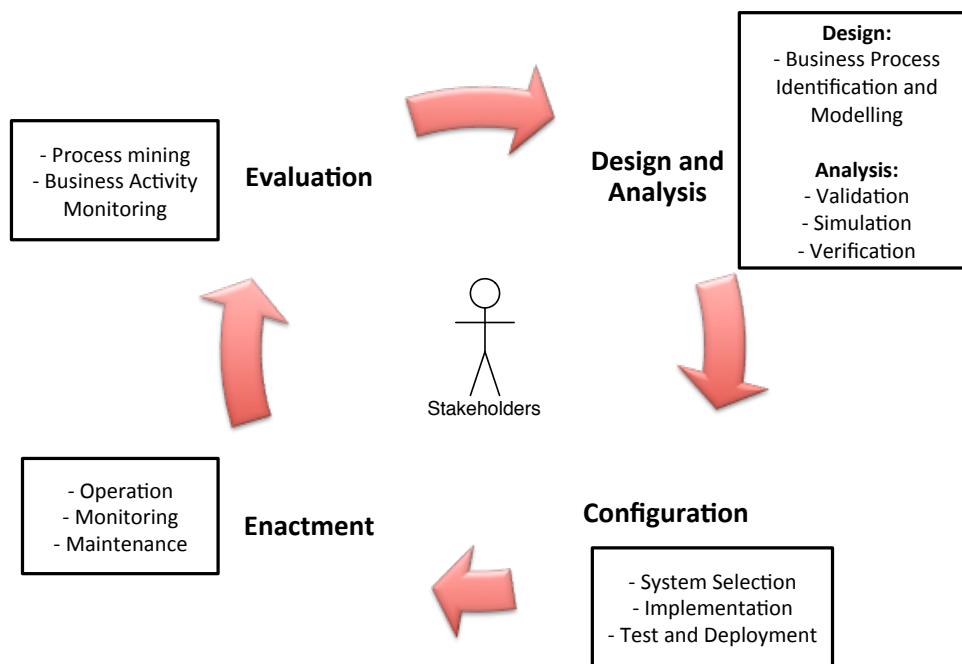 Design:
- Business Process
Identification and
Modelling
Analysis:
- Validation
- Simulation
- Verification
Design and
Analysis
- Process mining
- Business Activity
Monitoring
Evaluation
Stakeholders
- Operation
- Monitoring
- Maintenance
Enactment
Configuration
- System Selection
- Implementation
- Test and Deployment